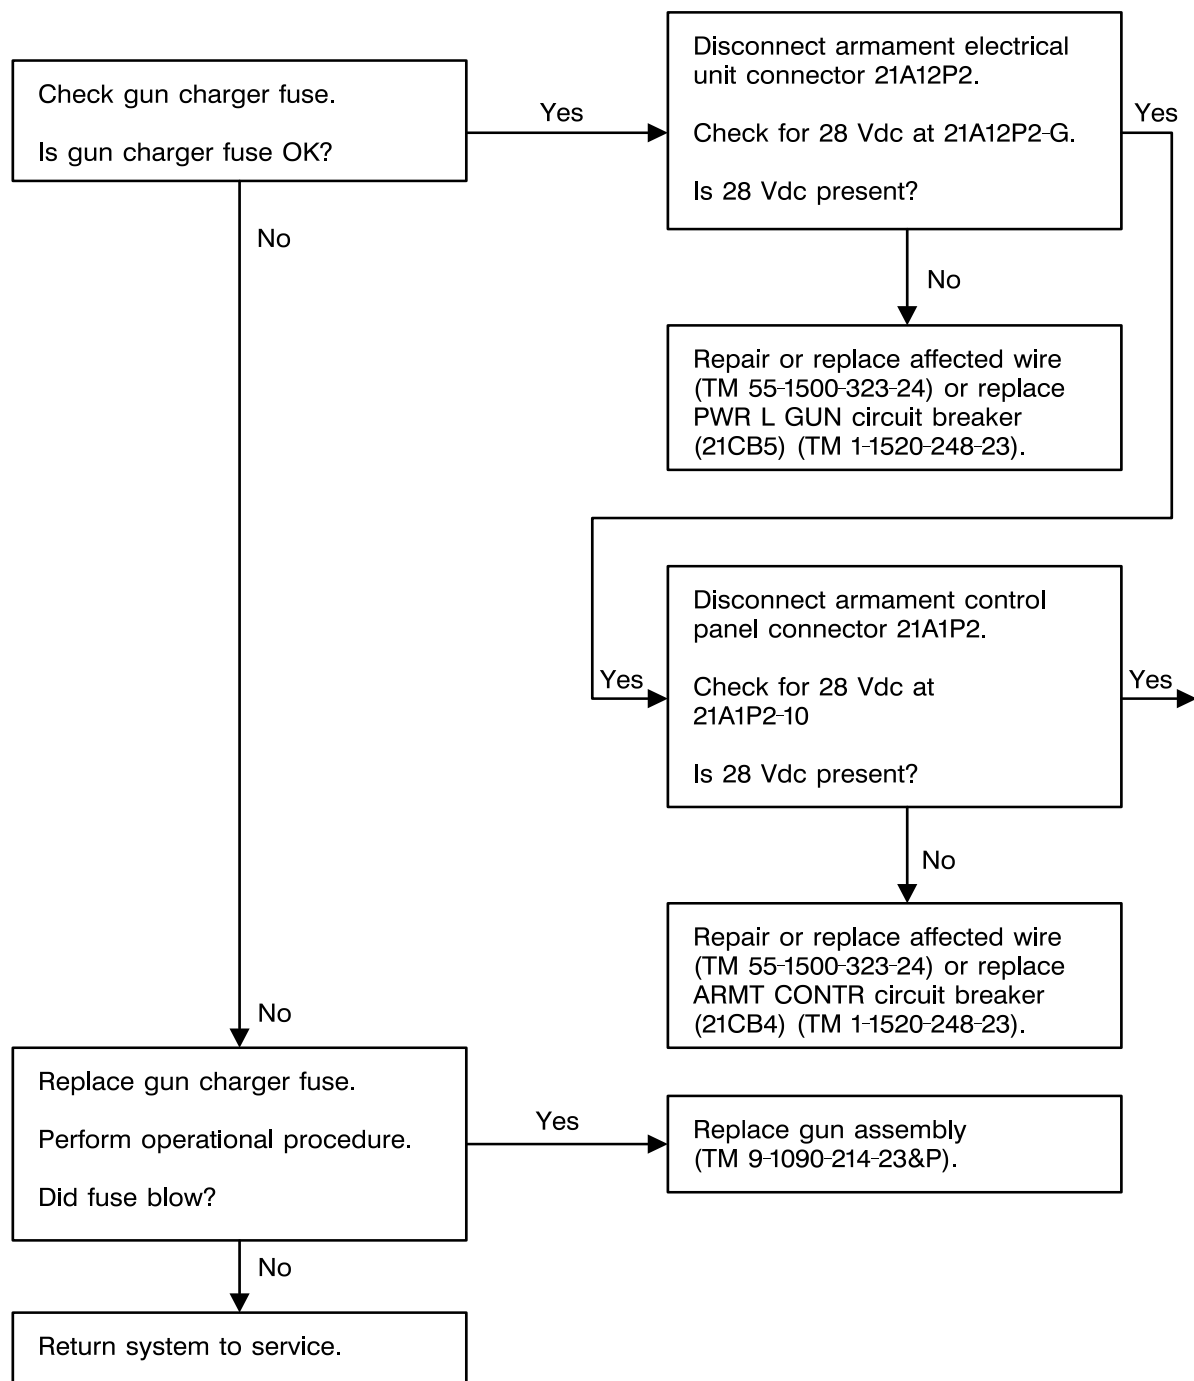 Check gun charger fuse.
Is gun charger fuse OK?
Yes
Disconnect armament electrical
unit connector 21A12P2.
Check for 28 Vdc at 21A12P2-G.
Is 28 Vdc present?
Yes
No
No
Repair or replace affected wire
(TM 55-1500-323-24) or replace
PWR L GUN circuit breaker
(21CB5) (TM 1-1520-248-23).
Yes
Disconnect armament control
panel connector 21A1P2.
Check for 28 Vdc at
21A1P2-10
Is 28 Vdc present?
Yes
No
Repair or replace affected wire
(TM 55-1500-323-24) or replace
ARMT CONTR circuit breaker
(21CB4) (TM 1-1520-248-23).
No
Replace gun charger fuse.
Perform operational procedure.
Did fuse blow?
Yes
Replace gun assembly
(TM 9-1090-214-23&P).
No
Return system to service.